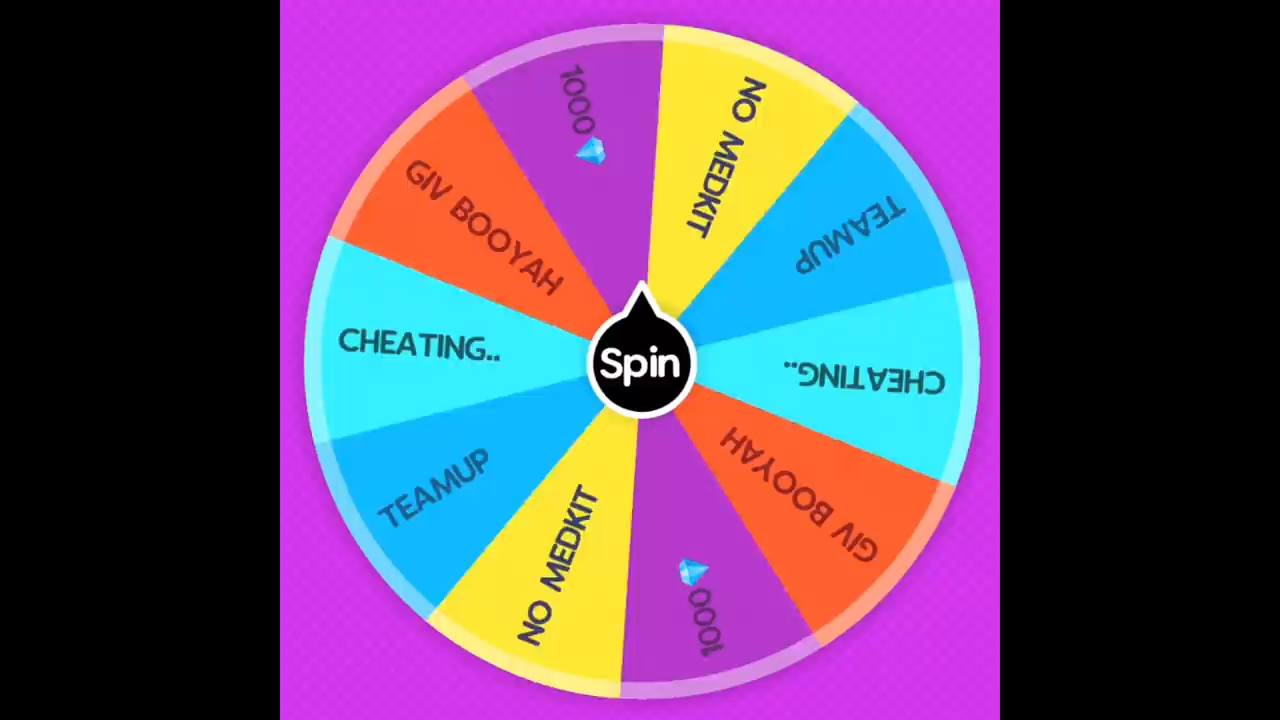 1000💎
NO MEDKIT
GIV BOOYAH
TEAMUP
CHEATING..
Spin
CHEATING..
TEAMUP
GIV BOOYAH
NO MEDKIT
1000💎